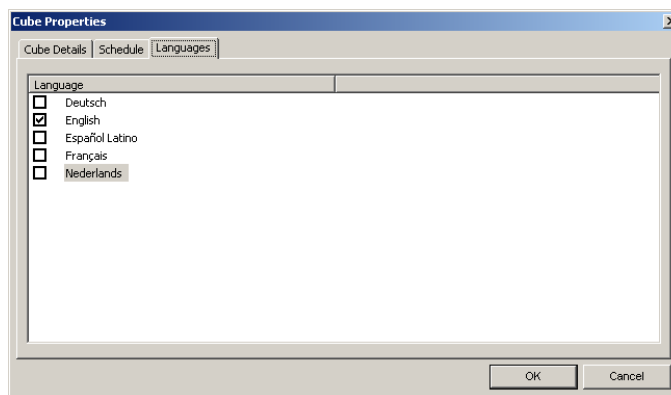 Cube Properties
Cube Details Schedule Languages
Language
Deutsch
English
Español Latino
Français
Nederlands
OK Cancel